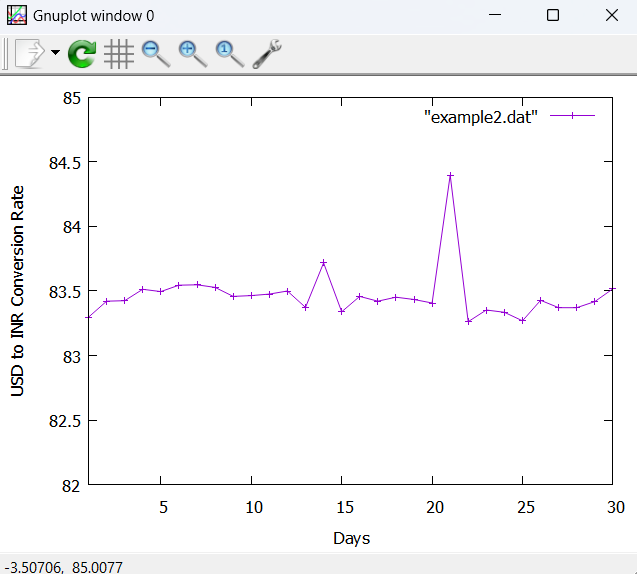 Gnuplot window 0
1
85
"example2.dat"
84.5
84
83.5
83
82.5
82
USD to INR Conversion Rate
5 10 15 20 25 30
Days
-3.50706, 85.0077